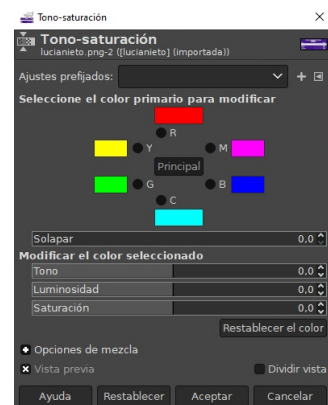 Tono-saturación
Tono-saturación
lucianieto.png-2 ([lucianieto] (importada))
Ajustes prefijados:
Seleccione el color primario para modificar
R
Y M
Principal
G B
C
Solapar 0,0
Modificar el color seleccionado
Tono 0,0
Luminosidad 0,0
Saturación 0,0
Restablecer el color
Opciones de mezcla
Vista previa Dividir vista
Ayuda Restablecer Aceptar Cancelar